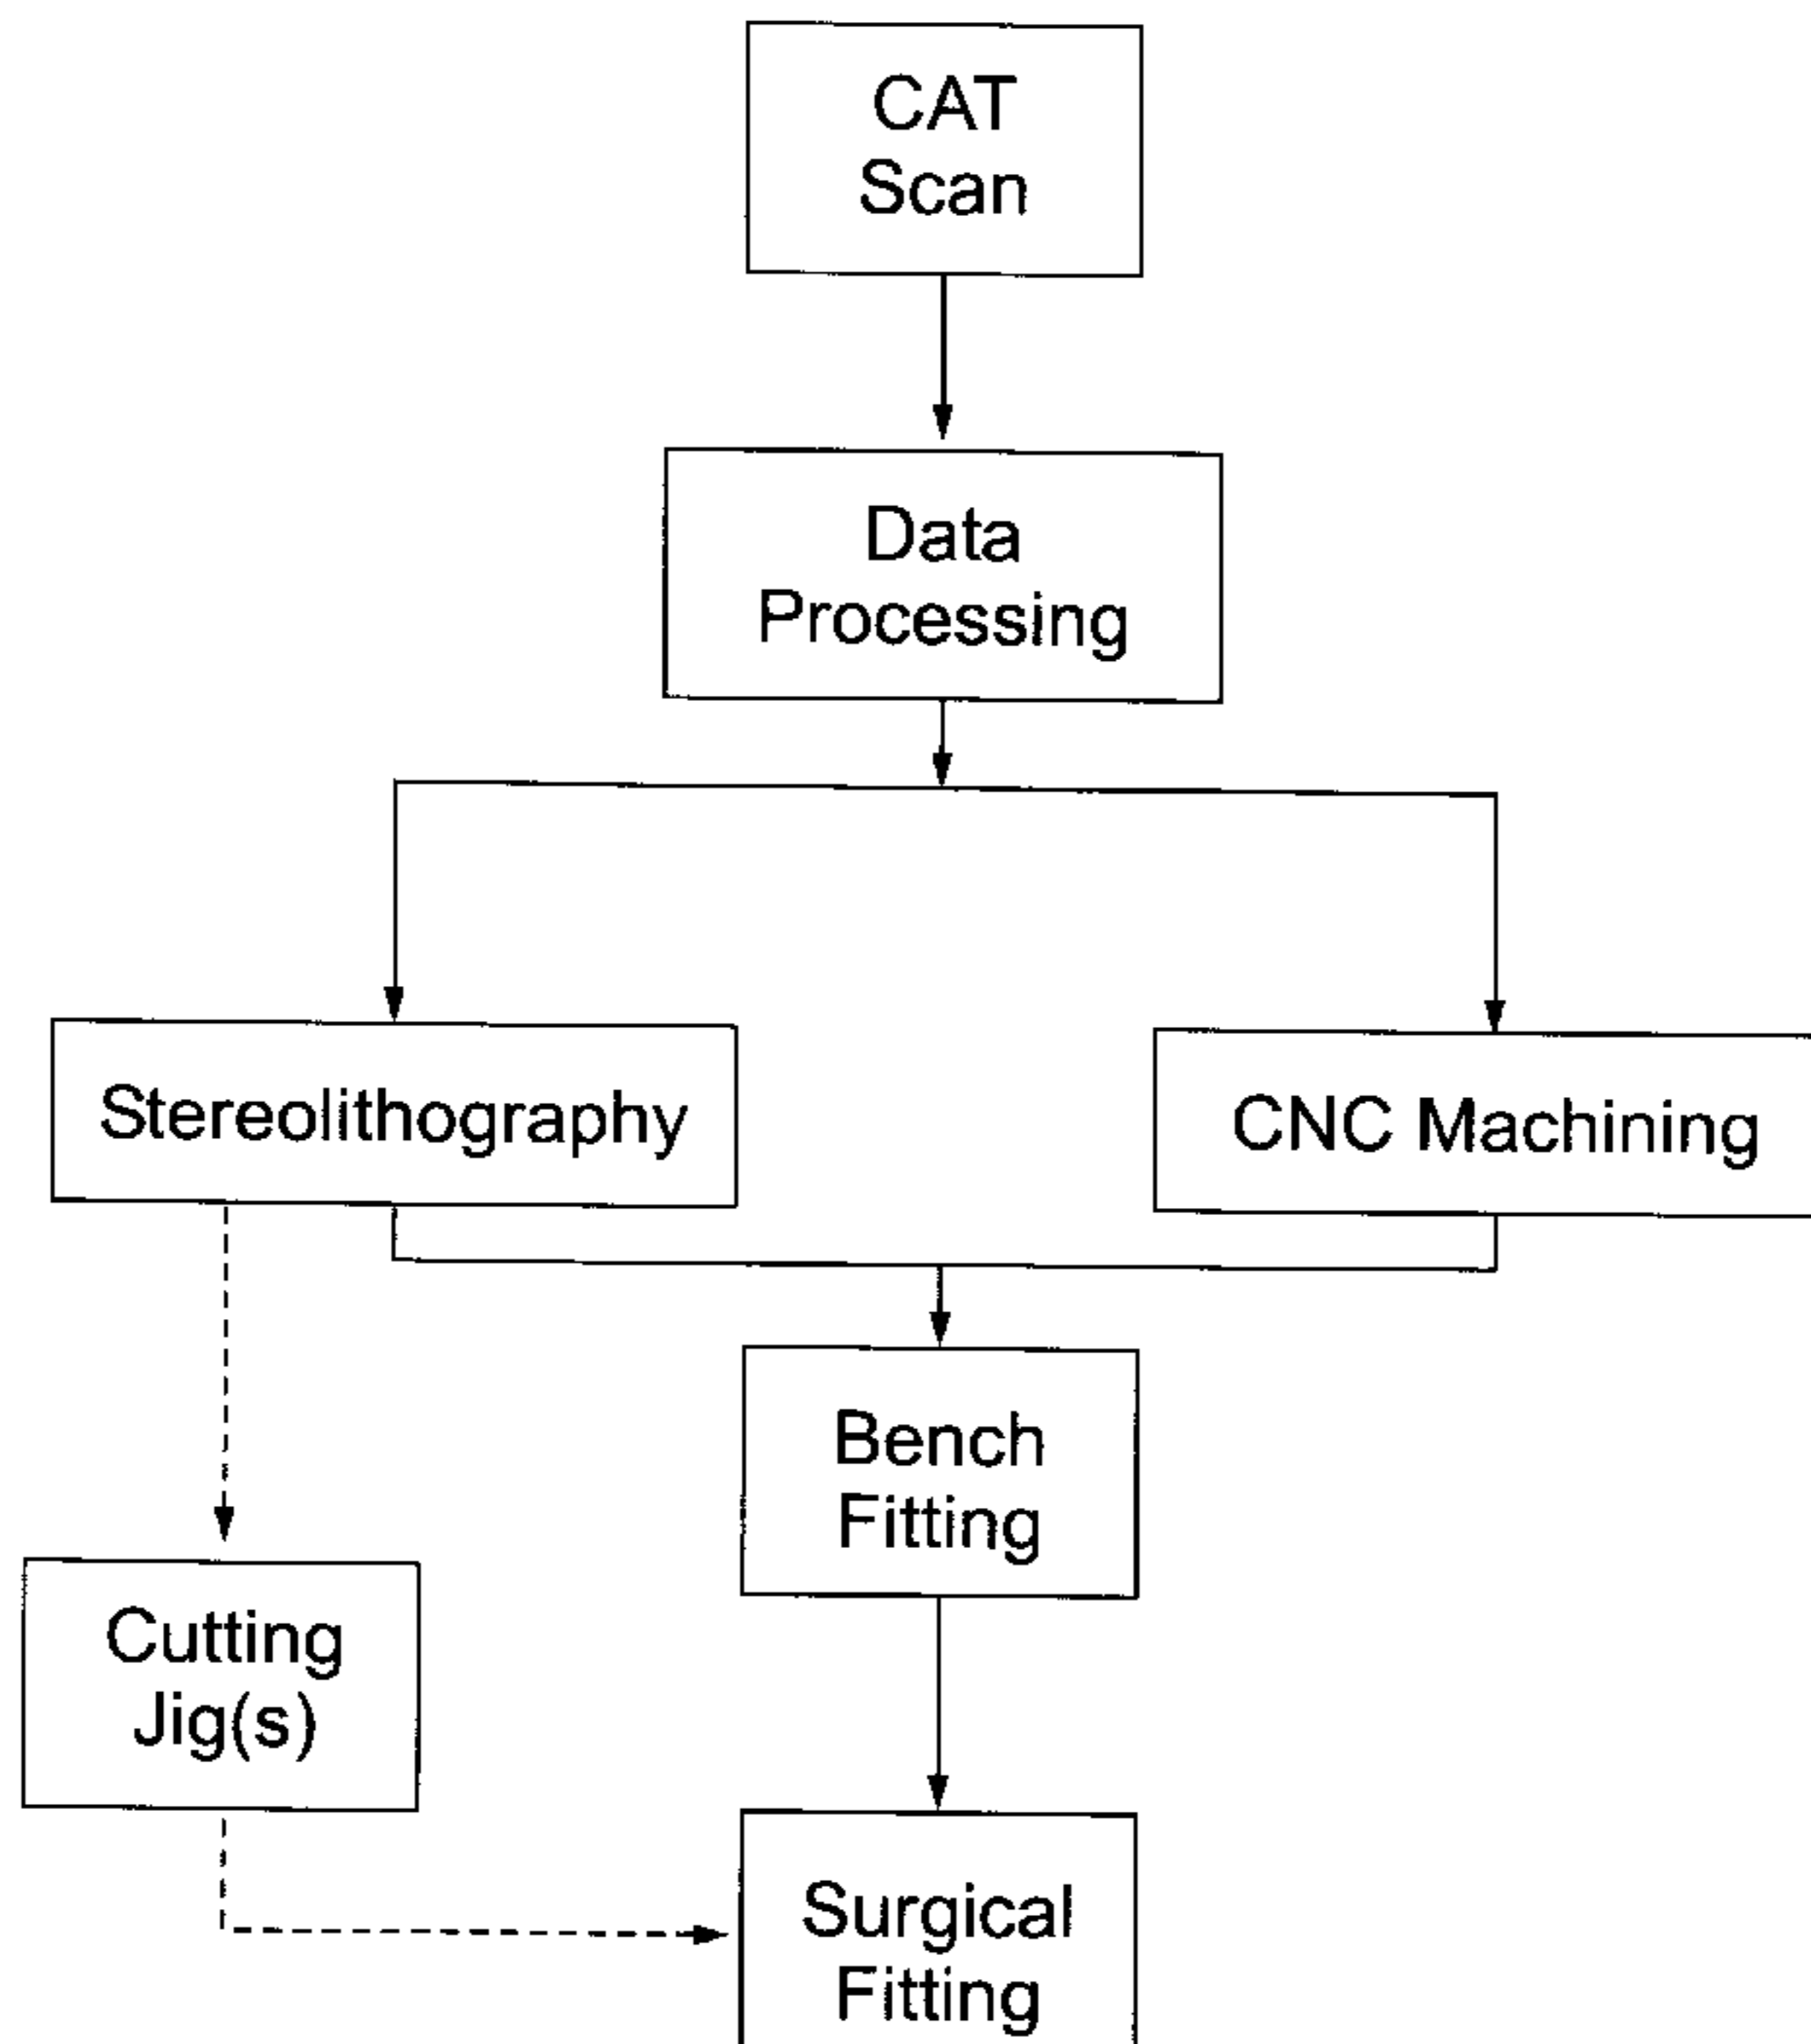 CAT
Scan
Data
Processing
Stereolithography
CNC Machining
Bench
Fitting
Cutting
Jig(s)
Surgical
Fitting